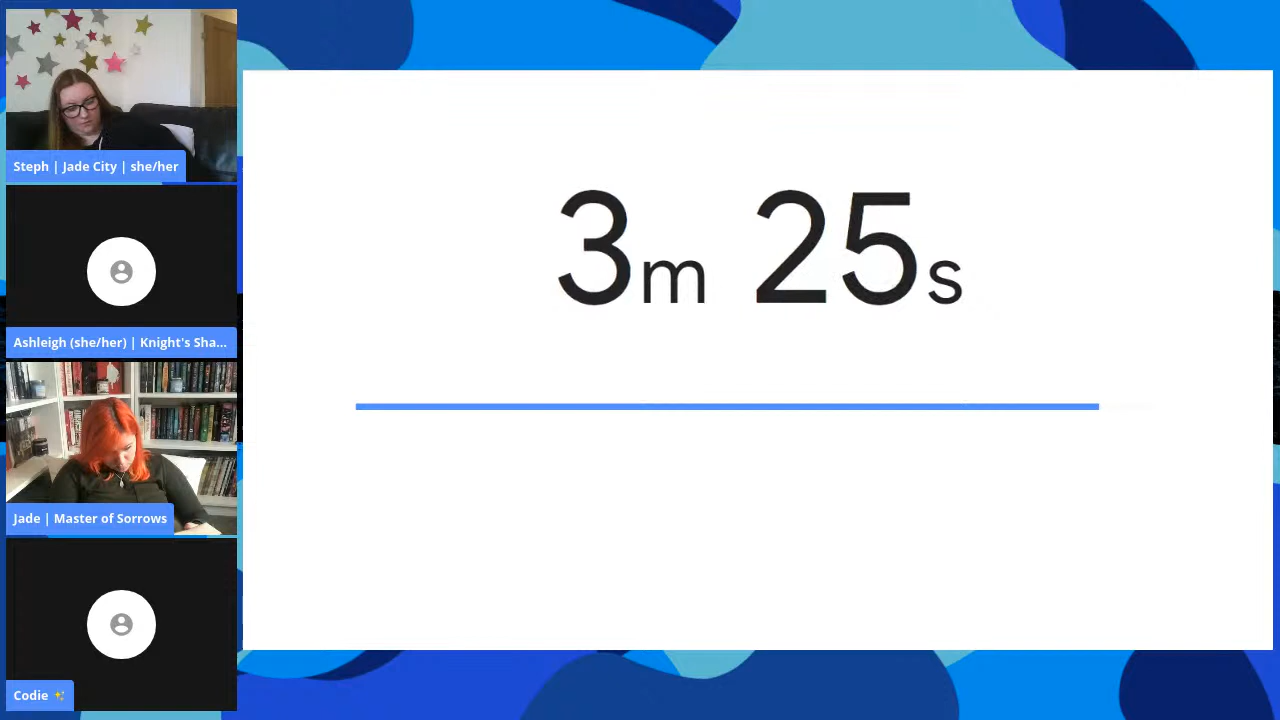 Steph | Jade City | she/her
Ashleigh (she/her) | Knight's Sha...
Jade | Master of Sorrows
Codie ✨
3m 25s